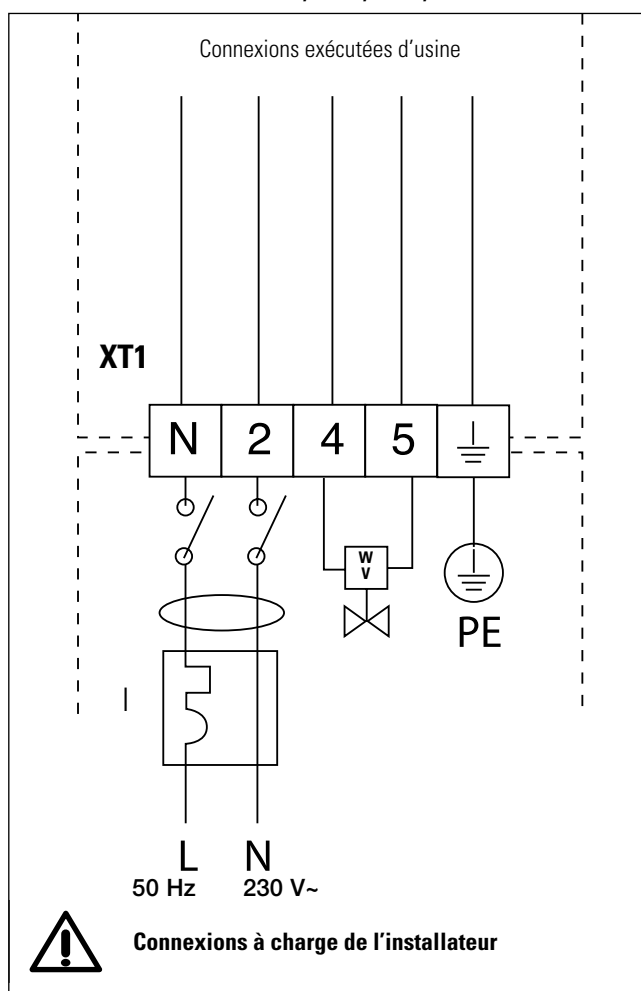 Connexions exécutées d'usine
XT1
N 2 4 5
W
V
PE
I
L N
50 Hz 230 V~
Connexions à charge de l'installateur